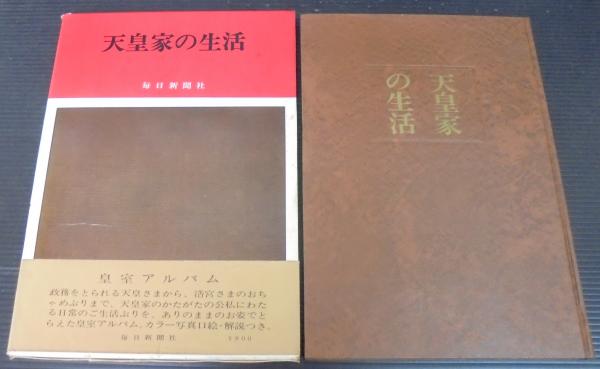 天皇家の生活
毎日新聞社
皇室アルバム
政務をとられる天皇さまから、浩宮さまのおち
ゃめぶりまで、天皇家のかたがたの公私にわた
る日常のご生活ぶりを、ありのままのお姿でと
らえた皇室アルバム。カラー写真口絵・解説つき。
毎日新聞社
天皇家
の生活